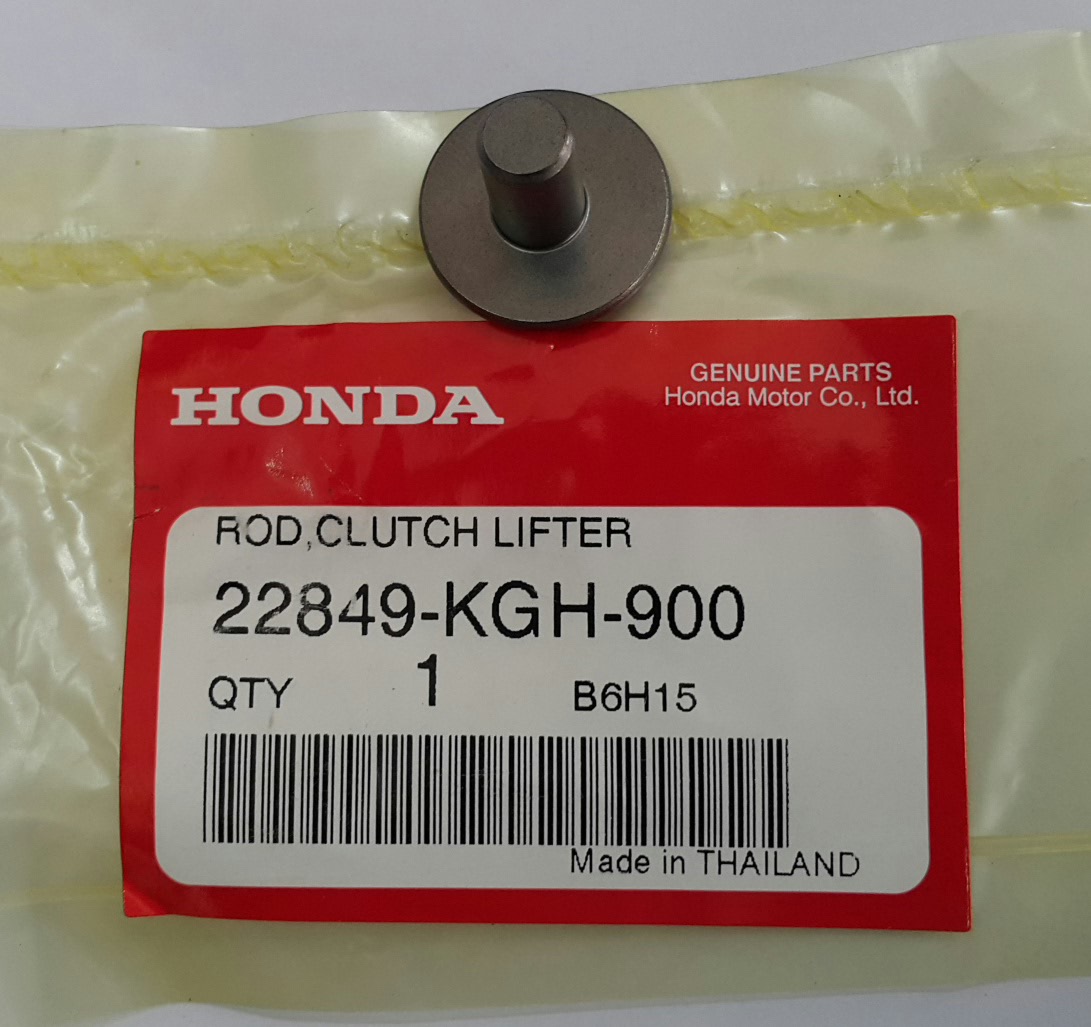 HONDA
GENUINE PARTS
Honda Motor Co., Ltd.
ROD,CLUTCH LIFTER
22849-KGH-900
QTY 1 B6H15
Made in THAILAND